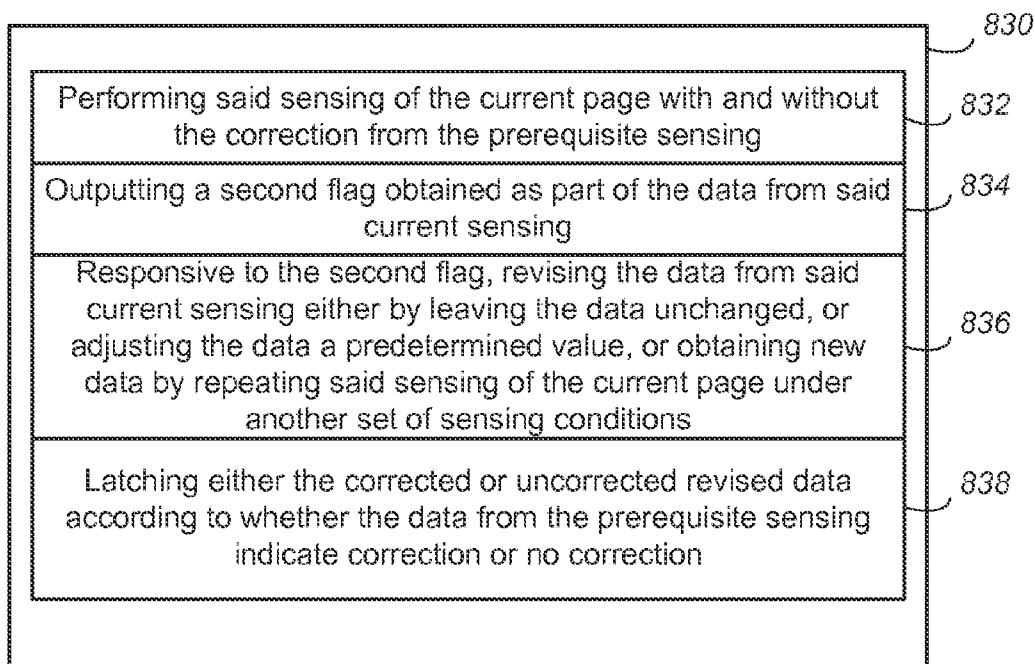 830
Performing said sensing of the current page with and without
the correction from the prerequisite sensing
832
Outputting a second flag obtained as part of the data from said
current sensing
834
Responsive to the second flag, revising the data from said
current sensing either by leaving the data unchanged, or
adjusting the data a predetermined value, or obtaining new
data by repeating said sensing of the current page under
another set of sensing conditions
836
Latching either the corrected or uncorrected revised data
according to whether the data from the prerequisite sensing
indicate correction or no correction
838